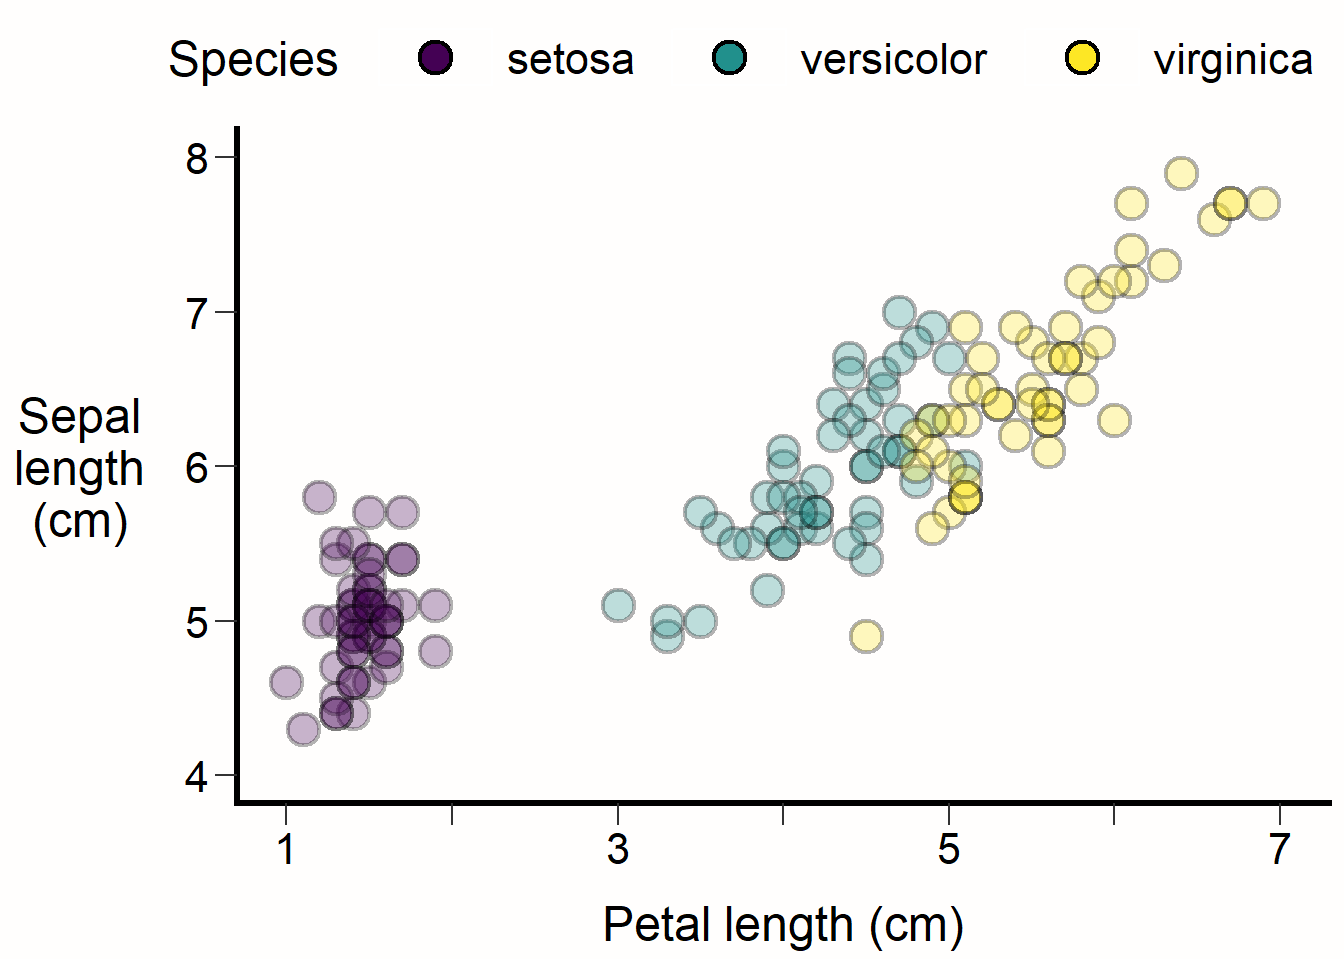 Species setosa versicolor virginica
8
7
Sepal
length
(cm)
6
5
4
1 3 5 7
Petal length (cm)